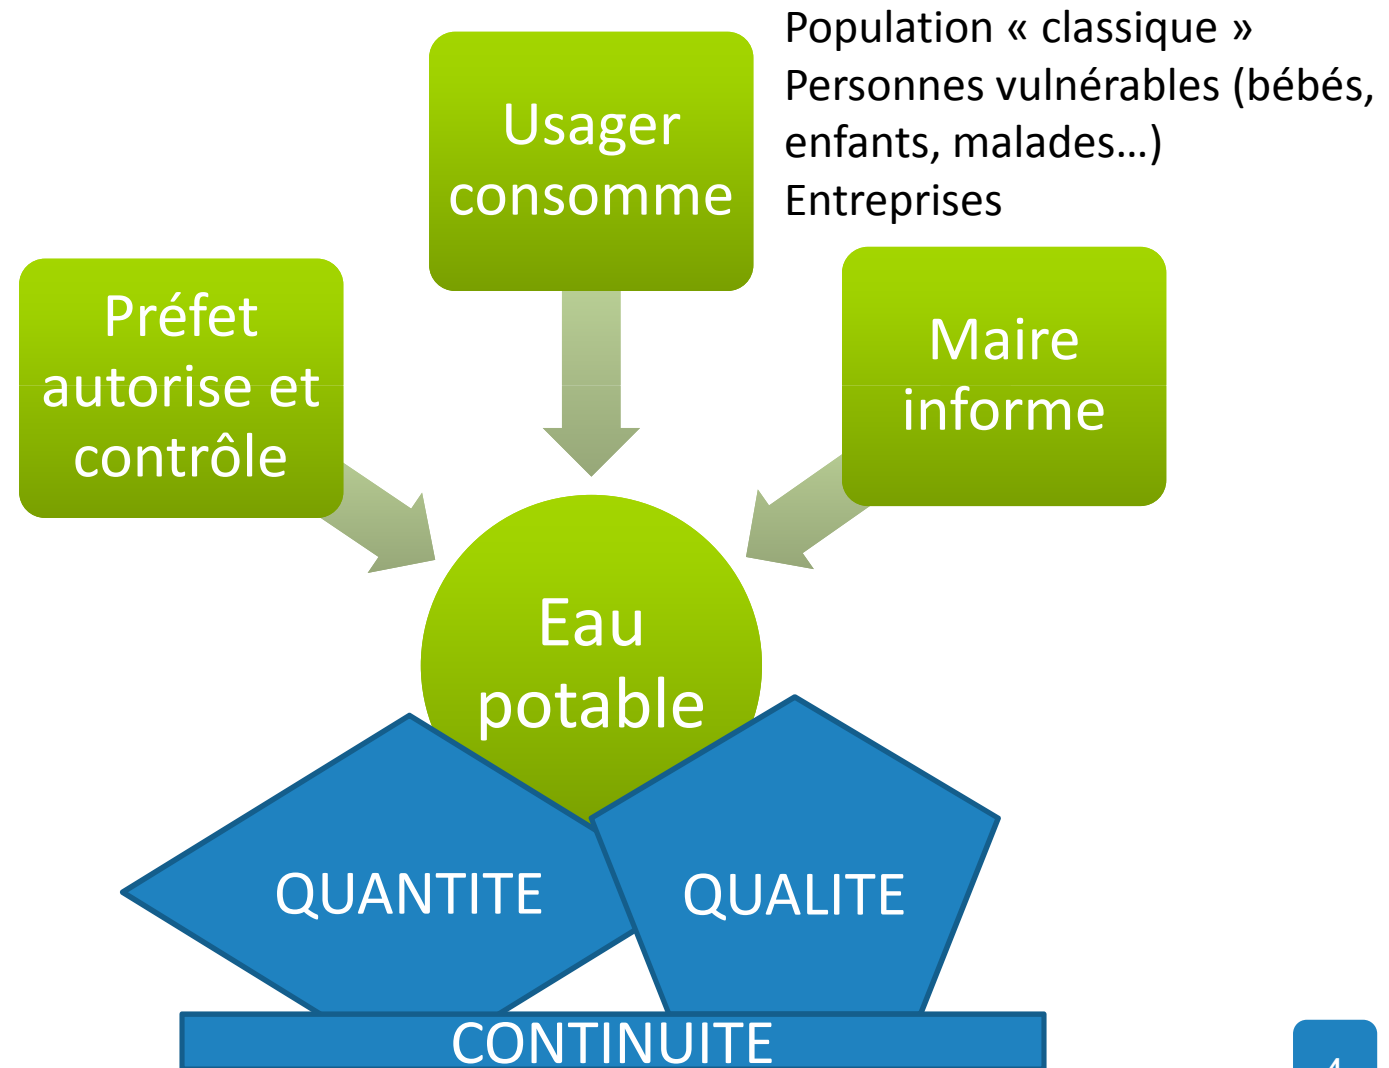 Population « classique »
Personnes vulnérables (bébés,
enfants, malades…)
Entreprises
Usager
consomme
Préfet
autorise et
contrôle
Maire
informe
Eau
potable
QUANTITE
QUALITE
CONTINUITE
4